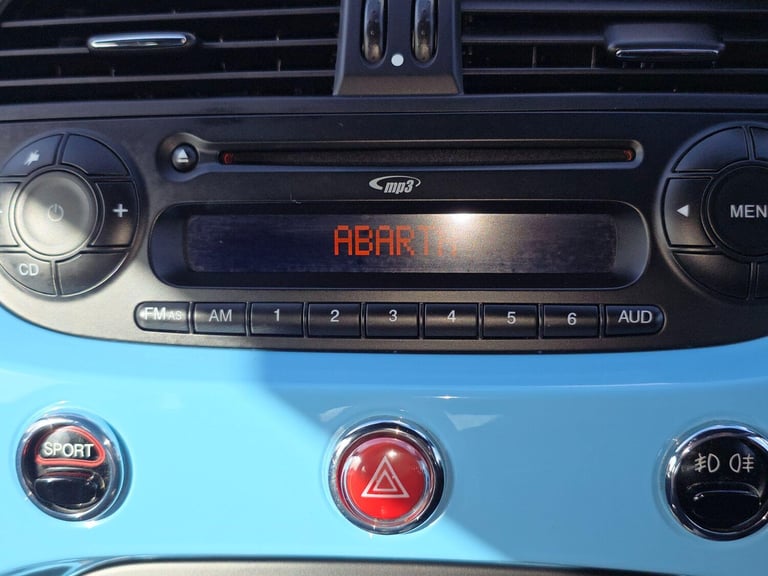 mp3
ABARTH
+
MEN
CD
FM AS
AM
1
2
3
4
5
6
AUD
SPORT